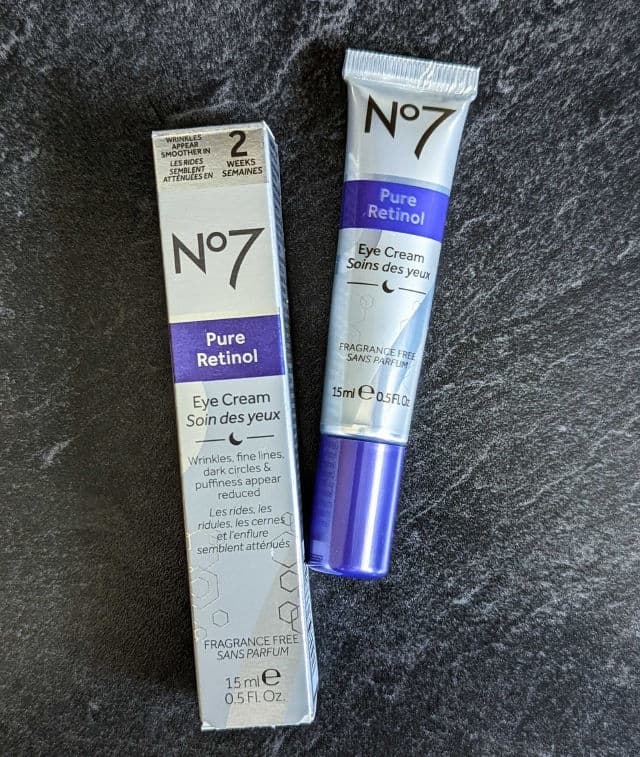 WRINKLES
APPEAR
SMOOTHER IN
LES RIDES
SEMBLENT
ATTÉNUÉES EN
2
WEEKS
SEMAINES
No7
Pure
Retinol
Eye Cream
Soin des yeux
Wrinkles, fine lines,
dark circles &
puffiness appear
reduced
Les rides, les
ridules, les cernes
et l'enflure
semblent atténués
FRAGRANCE FREE
SANS PARFUM
15 ml e
0.5 Fl. Oz.
No7
Pure
Retinol
Eye Cream
Soins des yeux
FRAGRANCE FREE
SANS PARFUM
15ml e 0.5 Fl. Oz.